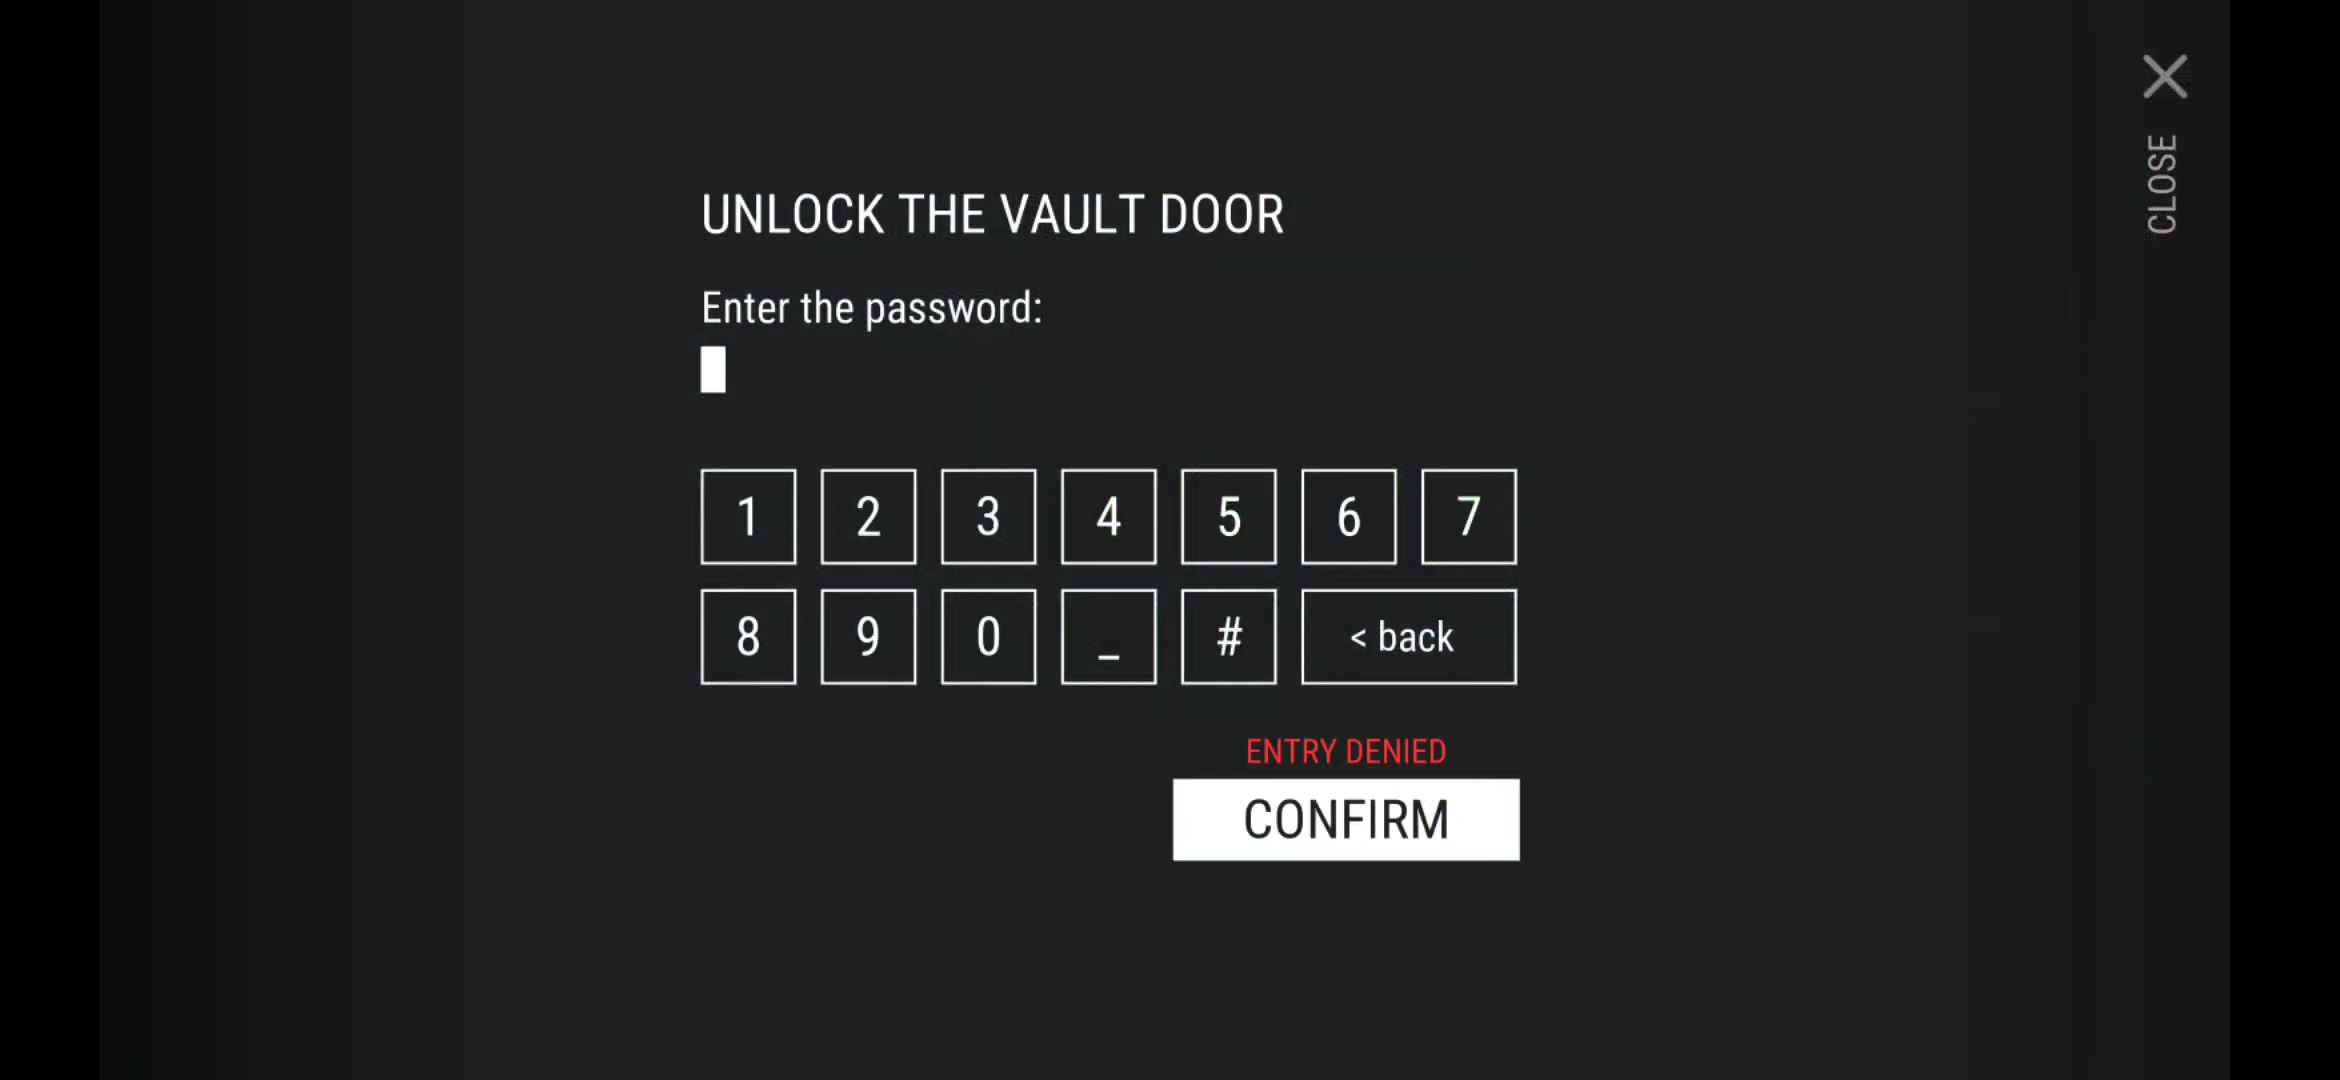 CLOSE
UNLOCK THE VAULT DOOR
Enter the password:
1 2 3 4 5 6 7
8 9 0 _ # < back
ENTRY DENIED
CONFIRM